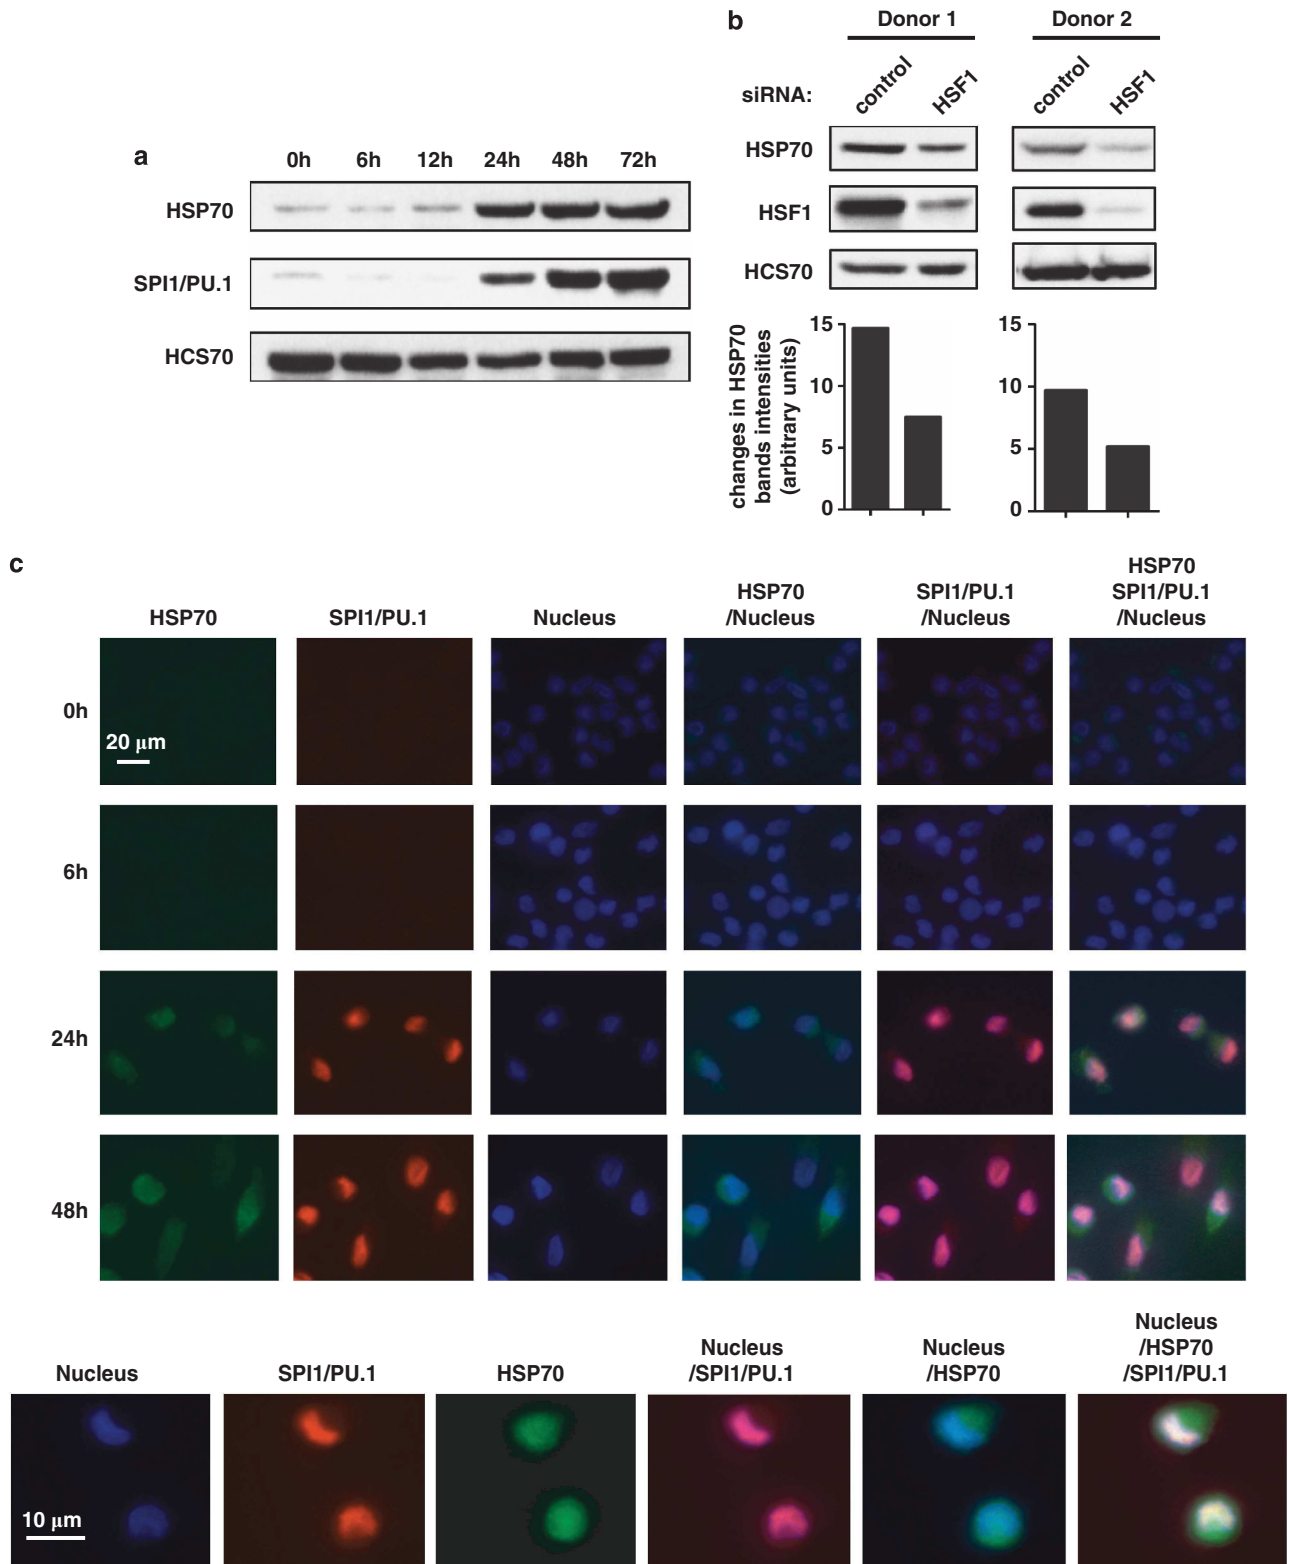 a
0h 6h 12h 24h 48h 72h
HSP70
SPI1/PU.1
HCS70
b
Donor 1 Donor 2
siRNA: control HSF1 control HSF1
HSP70
HSF1
HCS70
changes in HSP70
bands intensities
(arbitrary units)
15
10
5
0
15
10
5
0
c
HSP70
SPI1/PU.1
Nucleus
HSP70
/Nucleus
SPI1/PU.1
/Nucleus
HSP70
SPI1/PU.1
/Nucleus
0h
20 μm
6h
24h
48h
Nucleus
SPI1/PU.1
HSP70
Nucleus
/SPI1/PU.1
Nucleus
/HSP70
Nucleus
/HSP70
/SPI1/PU.1
10 μm